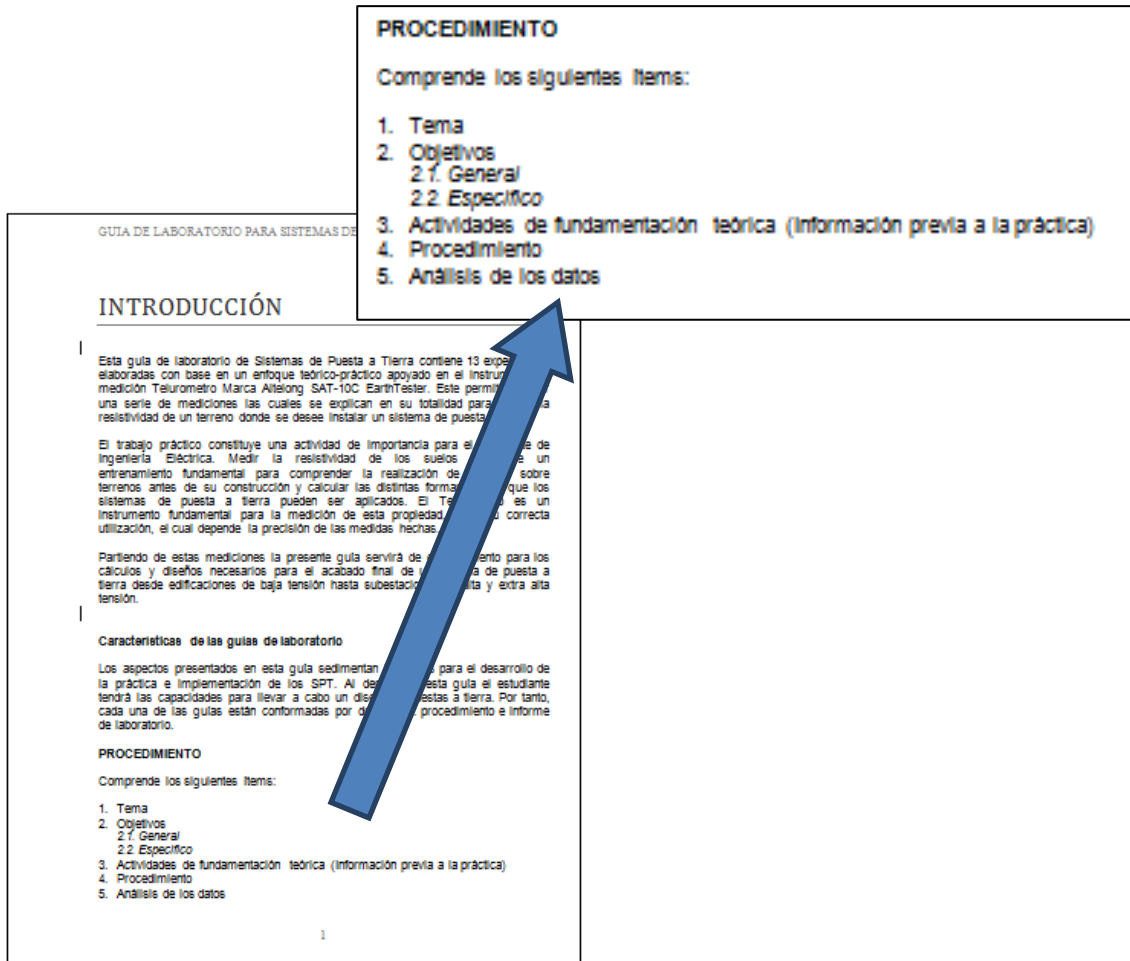 PROCEDIMIENTO
Comprende los siguientes ítems:
1. Tema
2. Objetivos
2.1. General
2.2. Específico
3. Actividades de fundamentación teórica (información previa a la práctica)
4. Procedimiento
5. Análisis de los datos
GUIA DE LABORATORIO PARA SISTEMAS DE
INTRODUCCIÓN
Esta guía de laboratorio de Sistemas de Puesta a Tierra contiene 13
elaboradas con base en un enfoque teórico-práctico apoyado en el
medición Telurometro Marca Aitelong SAT-10C EarthTester. Este
una serie de mediciones las cuales se explican en su totalidad para
resistividad de un terreno donde se desee instalar un sistema de puesta
El trabajo práctico constituye una actividad de importancia para el de
Ingeniería Eléctrica. Medir la resistividad de los suelos un
entrenamiento fundamental para comprender la realización de sobre
terrenos antes de su construcción y calcular las distintas que los
sistemas de puesta a tierra pueden ser aplicados. El es un
instrumento fundamental para la medición de esta propiedad, correcta
utilización, el cual depende la precisión de las medidas hechas.
Partiendo de estas mediciones la presente guía servirá de para los
cálculos y diseños necesarios para el acabado final de de puesta a
tierra desde edificaciones de baja tensión hasta y extra alta
tensión.
Características de las guías de laboratorio
Los aspectos presentados en esta guía sedimentan para el desarrollo de
la práctica e implementación de los SPT. Al esta guía el estudiante
tendrá las capacidades para llevar a cabo un a tierra. Por tanto,
cada una de las guías están conformadas por procedimiento e informe
de laboratorio.
PROCEDIMIENTO
Comprende los siguientes ítems:
1. Tema
2. Objetivos
2.1. General
2.2. Específico
3. Actividades de fundamentación teórica (información previa a la práctica)
4. Procedimiento
5. Análisis de los datos
1